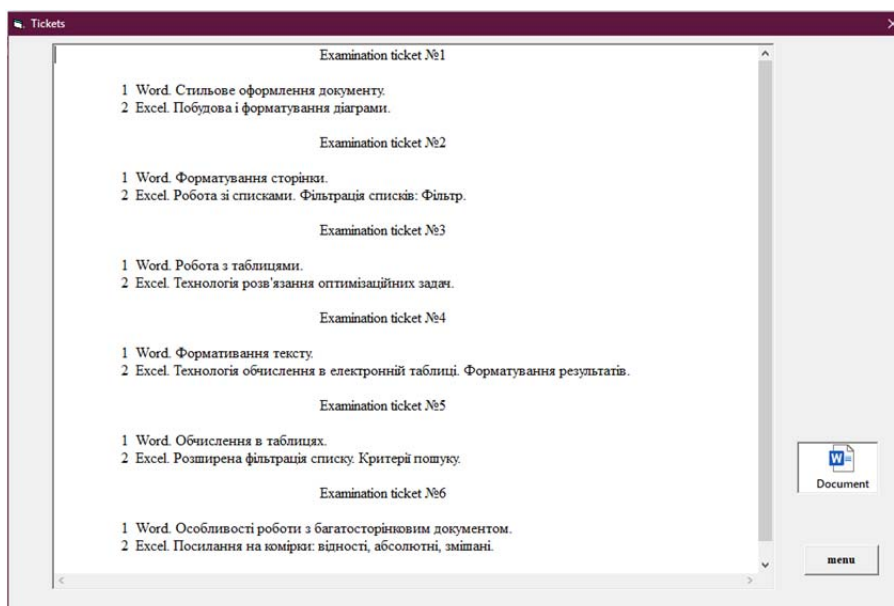 Tickets
Examination ticket №1
1 Word. Стильове оформлення документу.
2 Excel. Побудова і форматування діаграми.
Examination ticket №2
1 Word. Форматування сторінки.
2 Excel. Робота зі списками. Фільтрація списків: Фільтр.
Examination ticket №3
1 Word. Робота з таблицями.
2 Excel. Технологія розв'язання оптимізаційних задач.
Examination ticket №4
1 Word.Формативання тексту.
2 Excel. Технологія обчислення в електронній таблиці. Форматування результатів.
Examination ticket №5
1 Word. Обчислення в таблицях.
2 Excel. Розширена фільтрація списку. Критерії пошуку.
Examination ticket №6
1 Word. Особливості роботи з багатосторінковим документом.
2 Excel. Посилання на комірки: відності, абсолютні, змішані.
Document
menu